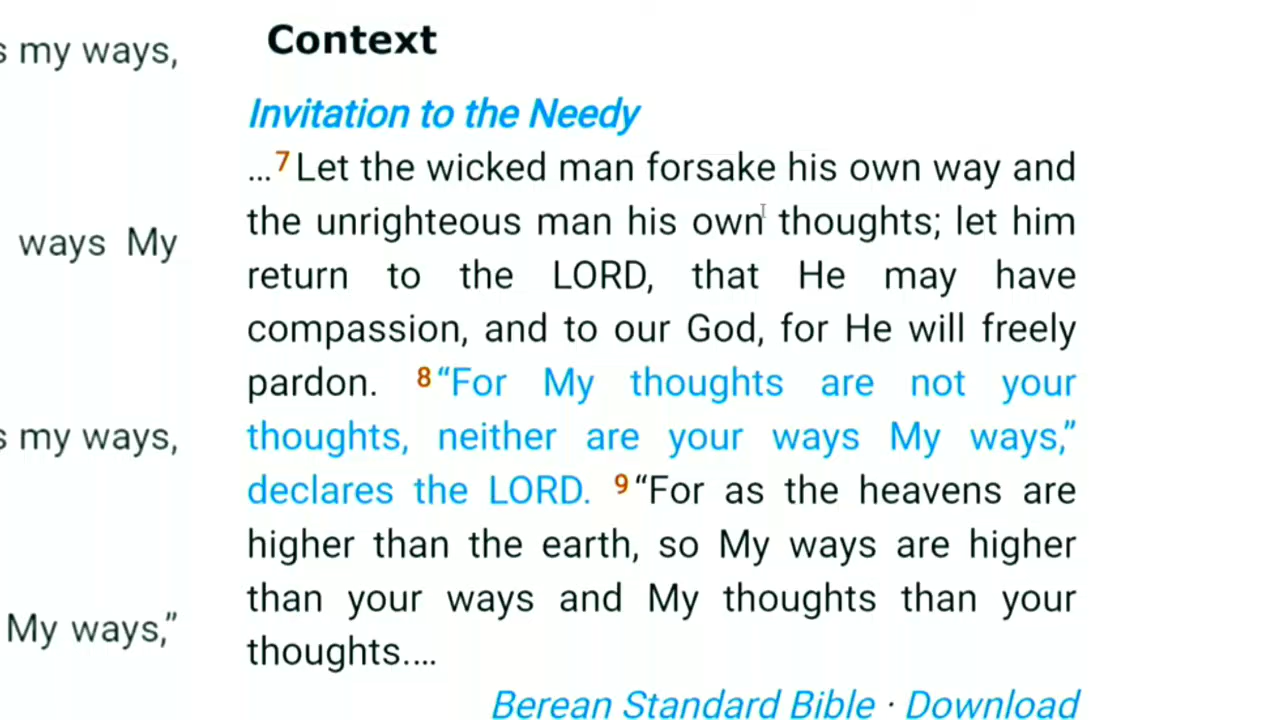 s my ways,
ways My
s my ways,
My ways,”
Context
Invitation to the Needy
...7Let the wicked man forsake his own way and
the unrighteous man his own thoughts; let him
return to the LORD, that He may have
compassion, and to our God, for He will freely
pardon. 8“For My thoughts are not your
thoughts, neither are your ways My ways,”
declares the LORD. 9“For as the heavens are
higher than the earth, so My ways are higher
than your ways and My thoughts than your
thoughts....
Berean Standard Bible · Download